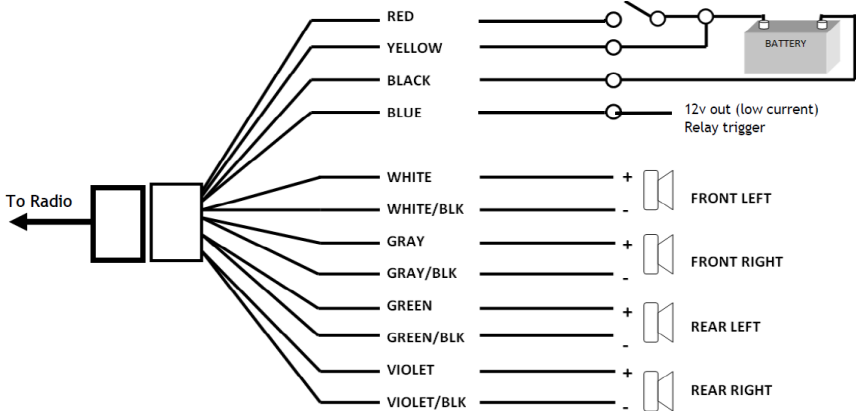 RED
YELLOW
BATTERY
BLACK
BLUE
12v out (low current)
Relay trigger
To Radio
WHITE
+
FRONT LEFT
WHITE/BLK
-
GRAY
+
FRONT RIGHT
GRAY/BLK
-
GREEN
+
REAR LEFT
GREEN/BLK
-
VIOLET
+
REAR RIGHT
VIOLET/BLK
-